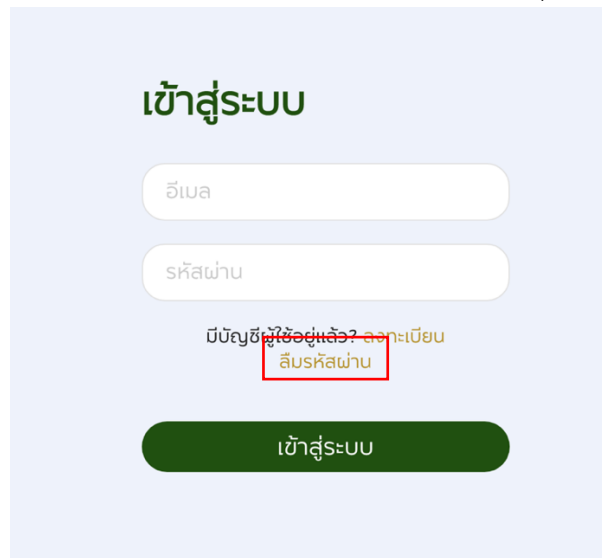 เข้าสู่ระบบ
อีเมล
รหัสผ่าน
มีบัญชีผู้ใช้อยู่แล้ว? ลงทะเบียน
ลืมรหัสผ่าน
เข้าสู่ระบบ